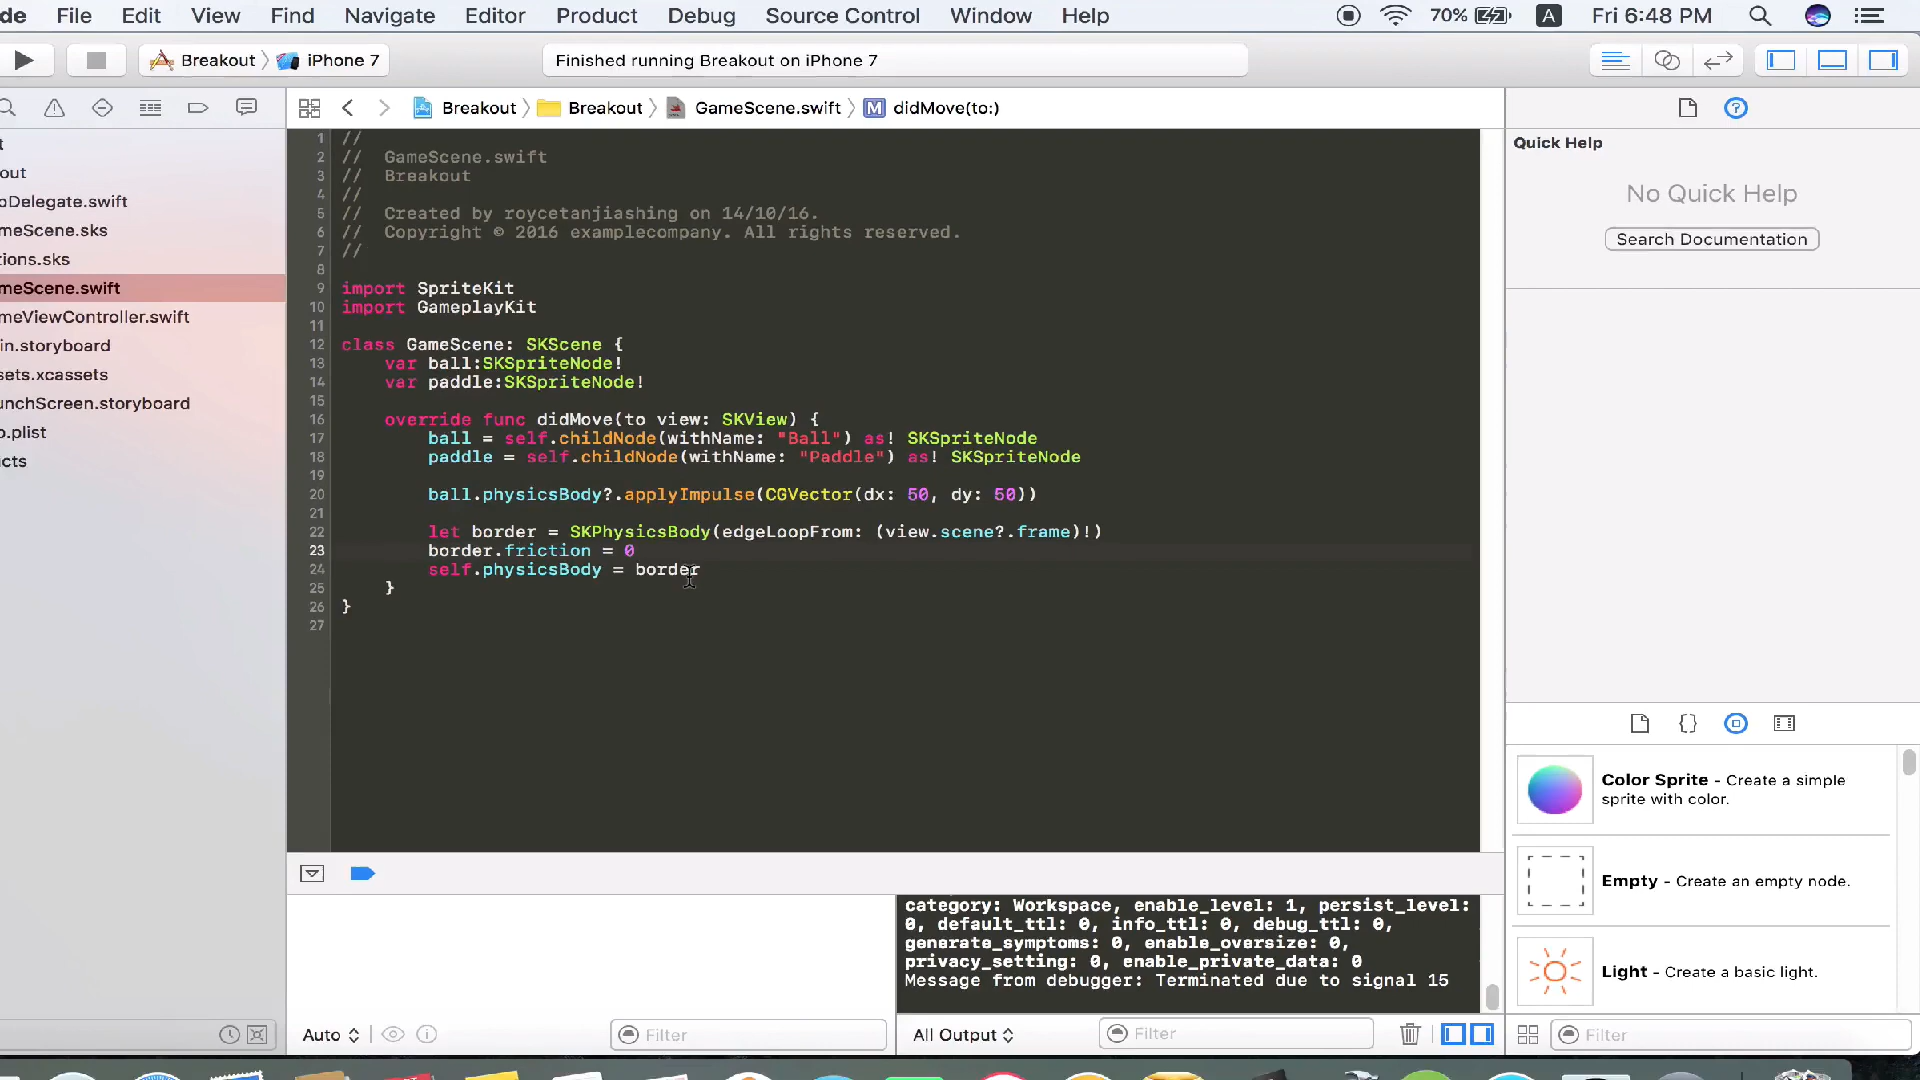 de File Edit View Find Navigate Editor Product Debug Source Control Window Help 70% A Fri 6:48 PM
Breakout iPhone 7 Finished running Breakout on iPhone 7
Breakout Breakout GameScene.swift M didMove(to:)
t
out
oDelegate.swift
meScene.sks
tions.sks
meScene.swift
meViewController.swift
in.storyboard
sets.xcassets
unchScreen.storyboard
o.plist
cts
1 //
2 // GameScene.swift
3 // Breakout
4 //
5 // Created by roycetanjiashing on 14/10/16.
6 // Copyright © 2016 examplecompany. All rights reserved.
7 //
8
9 import SpriteKit
10 import GameplayKit
11
12 class GameScene: SKScene {
13 var ball:SKSpriteNode!
14 var paddle:SKSpriteNode!
15
16 override func didMove(to view: SKView) {
17 ball = self.childNode(withName: "Ball") as! SKSpriteNode
18 paddle = self.childNode(withName: "Paddle") as! SKSpriteNode
19
20 ball.physicsBody?.applyImpulse(CGVector(dx: 50, dy: 50))
21
22 let border = SKPhysicsBody(edgeLoopFrom: (view.scene?.frame)!)
23 border.friction = 0
24 self.physicsBody = border
25 }
26 }
27
Quick Help
No Quick Help
Search Documentation
Color Sprite - Create a simple
sprite with color.
Empty - Create an empty node.
Light - Create a basic light.
category: Workspace, enable_level: 1, persist_level:
0, default_ttl: 0, info_ttl: 0, debug_ttl: 0,
generate_symptoms: 0, enable_oversize: 0,
privacy_setting: 0, enable_private_data: 0
Message from debugger: Terminated due to signal 15
Auto Filter All Output Filter Filter